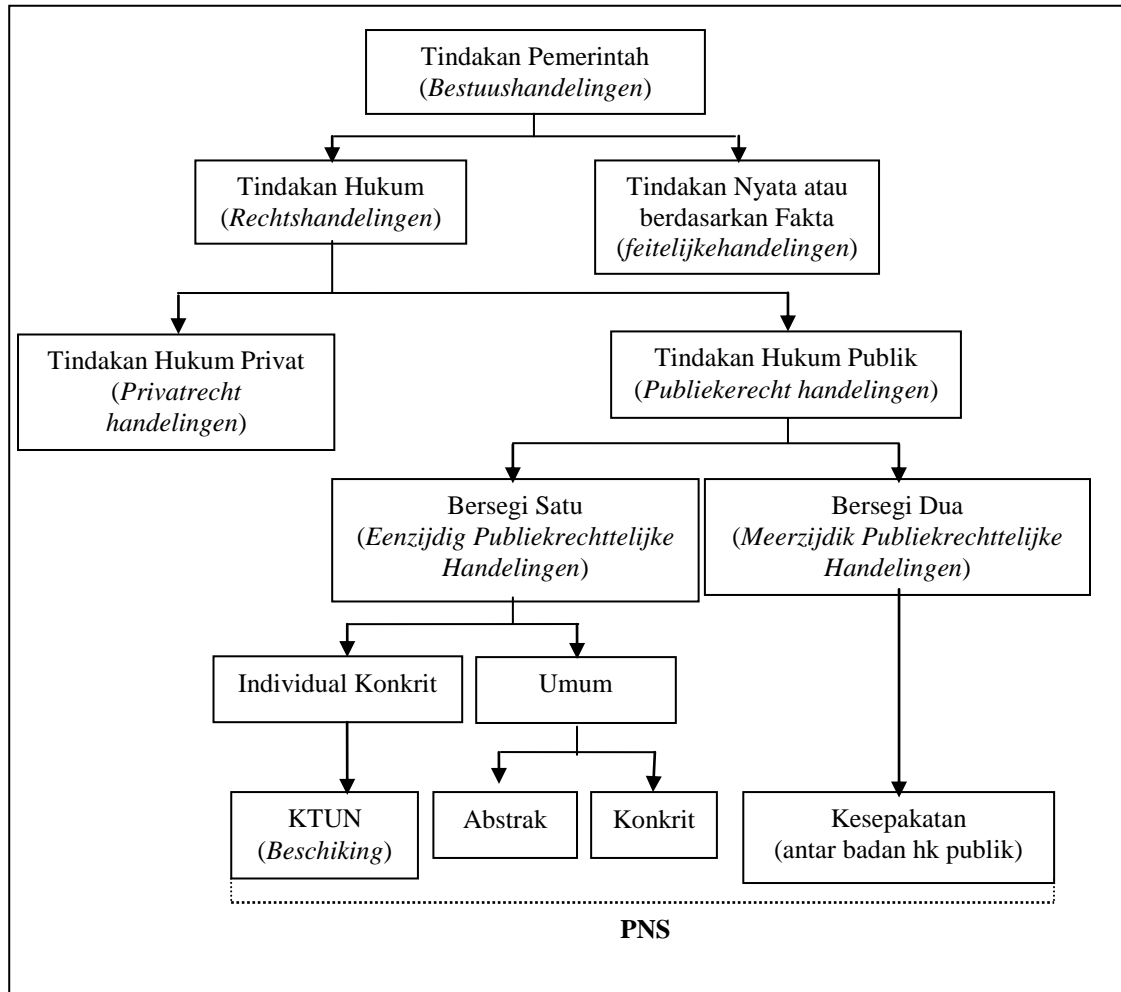 Tindakan Pemerintah
(Bestuushandelingen)
Tindakan Hukum
(Rechtshandelingen)
Tindakan Nyata atau
berdasarkan Fakta
(feitelijkehandelingen)
Tindakan Hukum Privat
(Privatrecht
handelingen)
Tindakan Hukum Publik
(Publiekerecht handelingen)
Bersegi Satu
(Eenzijdig Publiekrechttelijke
Handelingen)
Bersegi Dua
(Meerzijdik Publiekrechttelijke
Handelingen)
Individual Konkrit
Umum
KTUN
(Beschiking)
Abstrak
Konkrit
Kesepakatan
(antar badan hk publik)
PNS